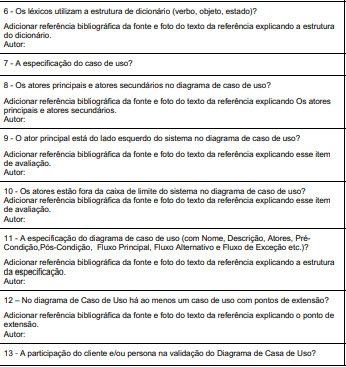 6 - Os léxicos utilizam a estrutura de dicionário (verbo, objeto, estado)?
Adicionar referência bibliográfica da fonte e foto do texto da referência explicando a estrutura
do dicionário.
Autor:
7 - A especificação do caso de uso?
8 - Os atores principais e atores secundários no diagrama de caso de uso?
Adicionar referência bibliográfica da fonte e foto do texto da referência explicando Os atores
principais e atores secundários.
Autor:
9 - O ator principal está do lado esquerdo do sistema no diagrama de caso de uso?
Adicionar referência bibliográfica da fonte e foto do texto da referência explicando esse item
de avaliação.
Autor:
10 - Os atores estão fora da caixa de limite do sistema no diagrama de caso de uso?
Adicionar referência bibliográfica da fonte e foto do texto da referência explicando esse item
de avaliação.
Autor:
11 - A especificação do diagrama de caso de uso (com Nome, Descrição, Atores, Pré-
Condição,Pós-Condição, Fluxo Principal, Fluxo Alternativo e Fluxo de Exceção etc.)?
Adicionar referência bibliográfica da fonte e foto do texto da referência explicando a estrutura
da especificação.
Autor:
12 – No diagrama de Caso de Uso há ao menos um caso de uso com pontos de extensão?
Adicionar referência bibliográfica da fonte e foto do texto da referência explicando o ponto de
extensão.
Autor:
13 - A participação do cliente e/ou persona na validação do Diagrama de Casa de Uso?